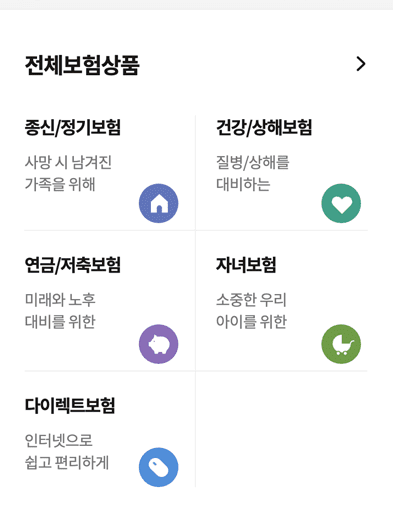 전체보험상품
종신/정기보험
사망 시 남겨진
가족을 위해
건강/상해보험
질병/상해를
대비하는
연금/저축보험
미래와 노후
대비를 위한
자녀보험
소중한 우리
아이를 위한
다이렉트보험
인터넷으로
쉽고 편리하게